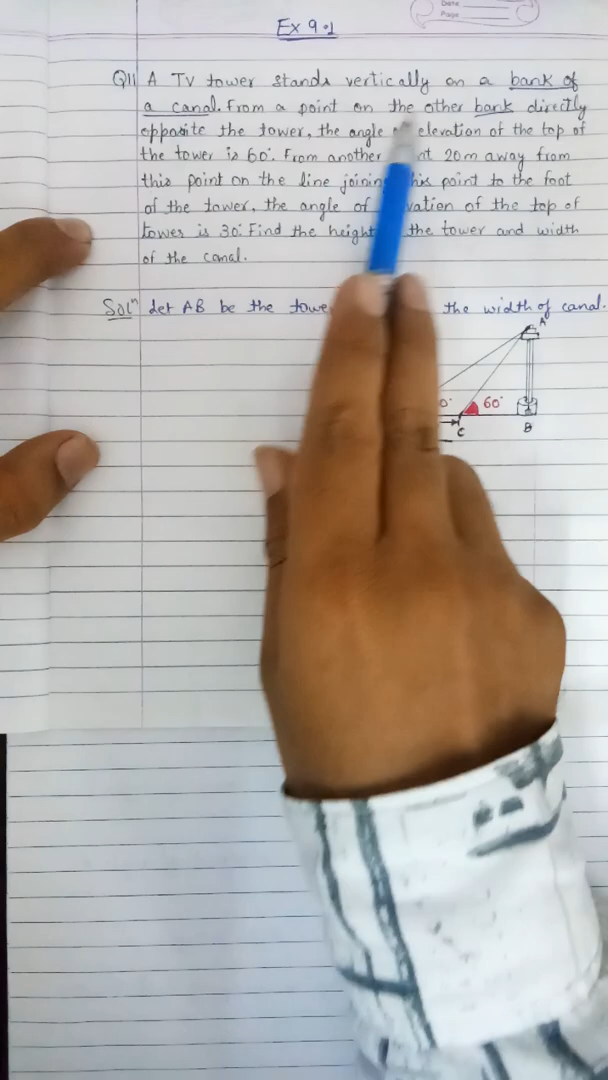 Date
Page
Ex 9.1
Q11 A TV tower stands vertically on a bank of
a canal. From a point on the other bank directly
opposite the tower, the angle elevation of the top of
the tower is 60°. From another at 20m away from
this point on the line joining this point to the foot
of the tower, the angle of of the top of
tower is 30°. Find the height the tower and width
of the canal.
Solⁿ Let AB be the the width of canal.
A
60°
C
B